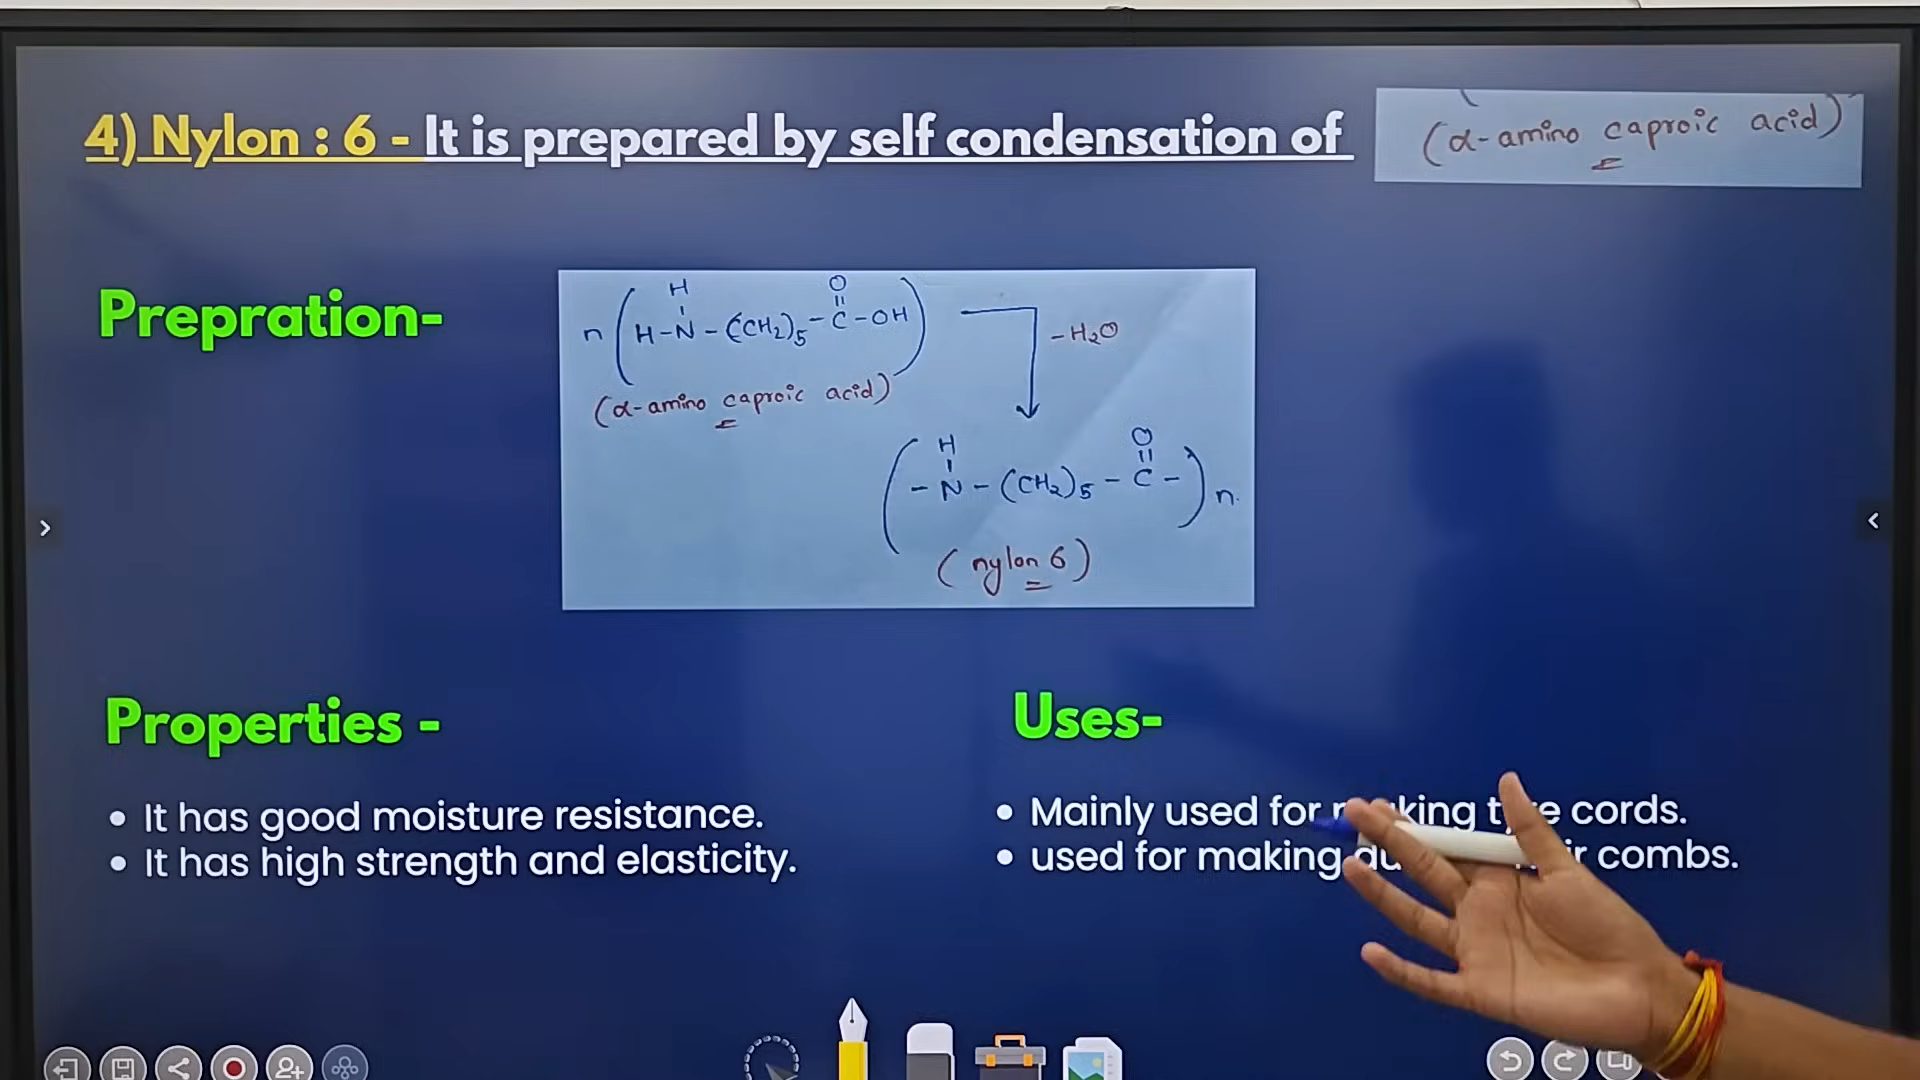 4) Nylon : 6 - It is prepared by self condensation of
(α-amino caproic acid)
Prepration-
H O
n (H-N-(CH₂)₅-C-OH)
-H₂O
(α-amino caproic acid)
H O
(-N-(CH₂)₅-C-)n
(nylon 6)
Properties -
• It has good moisture resistance.
• It has high strength and elasticity.
Uses-
• Mainly used for making tyre cords.
• used for making combs.